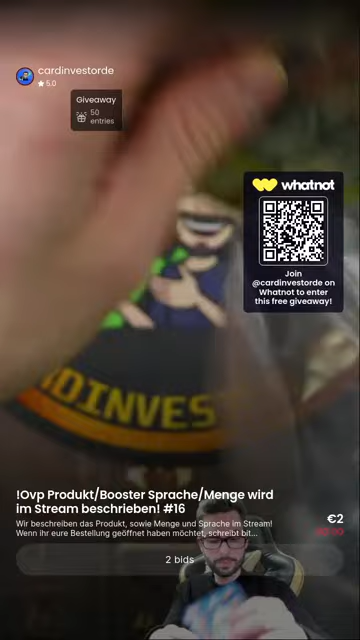 cardinvestorde
★ 5.0
Giveaway
50
entries
whatnot
Join
@cardinvestorde on
Whatnot to enter
this free giveaway!
RDINVES
!Ovp Produkt/Booster Sprache/Menge wird
im Stream beschrieben! #16
€2
Wir beschreiben das Produkt, sowie Menge und Sprache im Stream!
Wenn ihr eure Bestellung geöffnet haben möchtet, schreibt bit...
2 bids